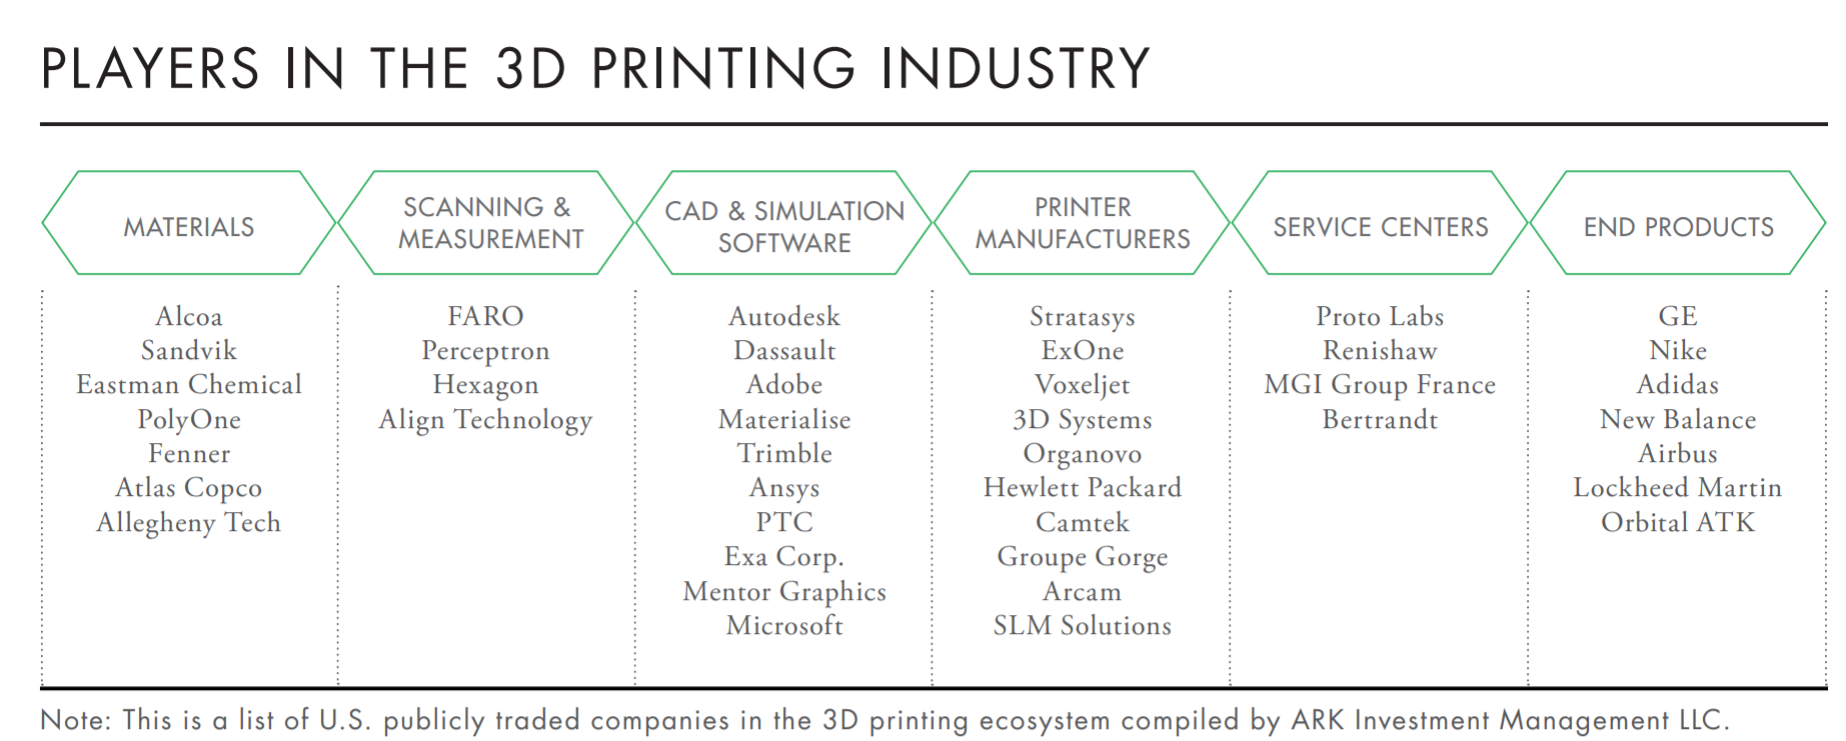 PLAYERS IN THE 3D PRINTING INDUSTRY
MATERIALS
Alcoa
Sandvik
Eastman Chemical
PolyOne
Fenner
Atlas Copco
Allegheny Tech
SCANNING &
MEASUREMENT
FARO
Perceptron
Hexagon
Align Technology
CAD & SIMULATION
SOFTWARE
Autodesk
Dassault
Adobe
Materialise
Trimble
Ansys
PTC
Exa Corp.
Mentor Graphics
Microsoft
PRINTER
MANUFACTURERS
Stratasys
ExOne
Voxeljet
3D Systems
Organovo
Hewlett Packard
Camtek
Groupe Gorge
Arcam
SLM Solutions
SERVICE CENTERS
Proto Labs
Renishaw
MGI Group France
Bertrandt
END PRODUCTS
GE
Nike
Adidas
New Balance
Airbus
Lockheed Martin
Orbital ATK
Note: This is a list of U.S. publicly traded companies in the 3D printing ecosystem compiled by ARK Investment Management LLC.